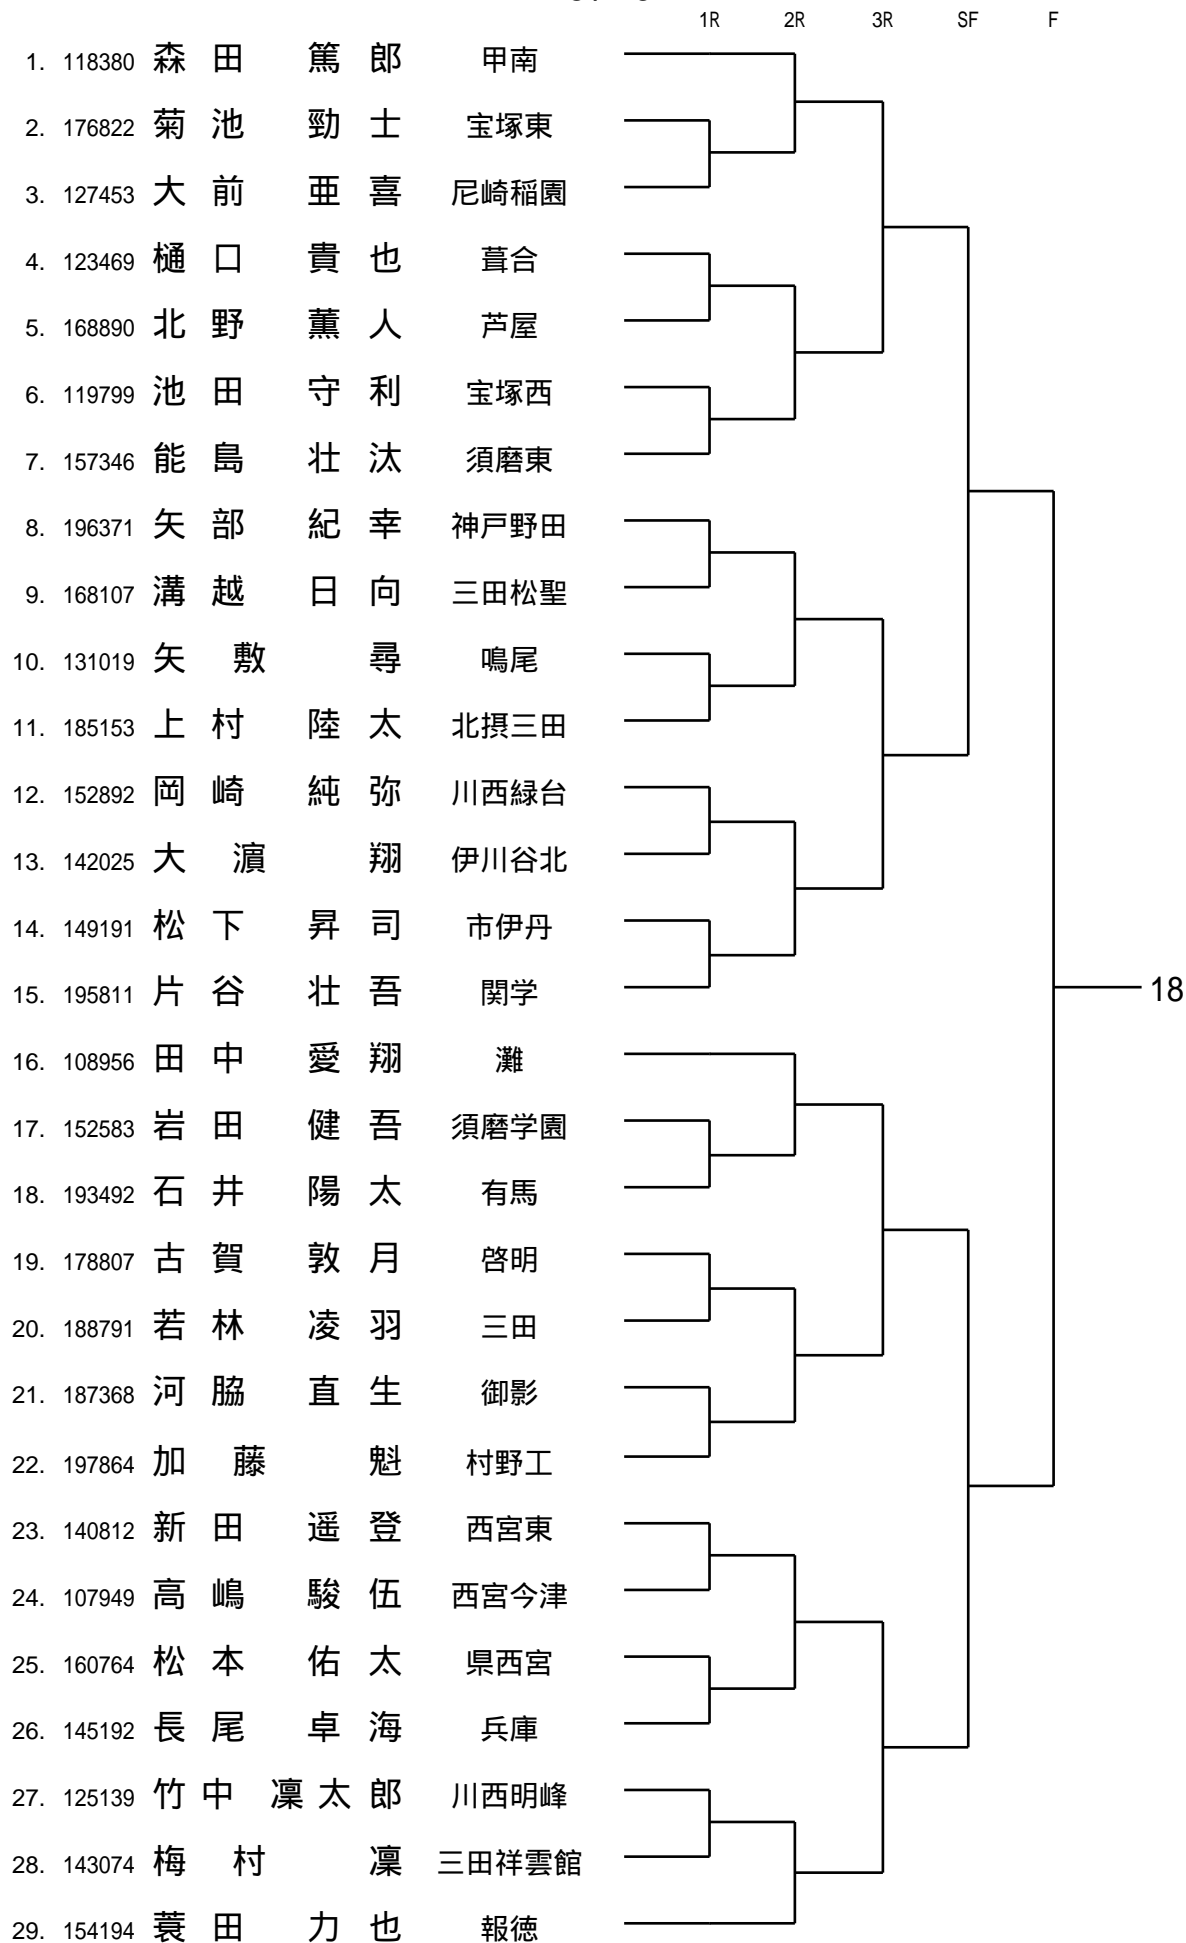 1R 2R 3R SF F
1. 118380 森田 篤郎 甲南
2. 176822 菊池 勁士 宝塚東
3. 127453 大前 亜喜 尼崎稲園
4. 123469 樋口 貴也 葺合
5. 168890 北野 薫人 芦屋
6. 119799 池田 守利 宝塚西
7. 157346 能島 壮汰 須磨東
8. 196371 矢部 紀幸 神戸野田
9. 168107 溝越 日向 三田松聖
10. 131019 矢敷 尋 鳴尾
11. 185153 上村 陸太 北摂三田
12. 152892 岡崎 純弥 川西緑台
13. 142025 大濵 翔 伊川谷北
14. 149191 松下 昇司 市伊丹
15. 195811 片谷 壮吾 関学
18
16. 108956 田中 愛翔 灘
17. 152583 岩田 健吾 須磨学園
18. 193492 石井 陽太 有馬
19. 178807 古賀 敦月 啓明
20. 188791 若林 凌羽 三田
21. 187368 河脇 直生 御影
22. 197864 加藤 魁 村野工
23. 140812 新田 遥登 西宮東
24. 107949 高嶋 駿伍 西宮今津
25. 160764 松本 佑太 県西宮
26. 145192 長尾 卓海 兵庫
27. 125139 竹中 凜太郎 川西明峰
28. 143074 梅村 凜 三田祥雲館
29. 154194 蓑田 力也 報徳